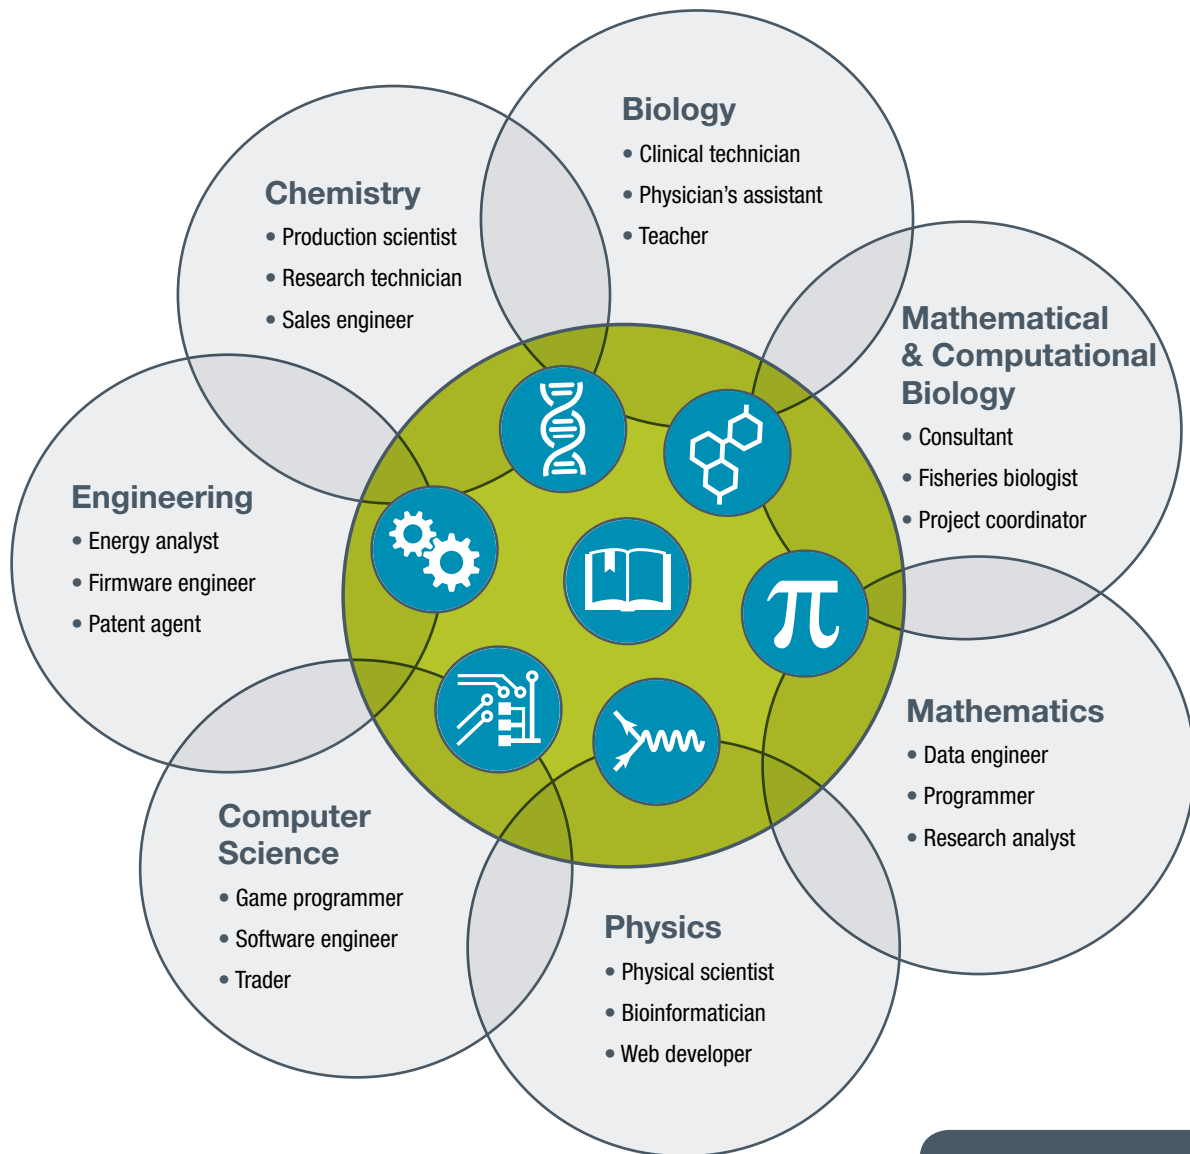 Biology
• Clinical technician
• Physician’s assistant
• Teacher
Chemistry
• Production scientist
• Research technician
• Sales engineer
Mathematical
& Computational
Biology
• Consultant
• Fisheries biologist
• Project coordinator
Engineering
• Energy analyst
• Firmware engineer
• Patent agent
π
Mathematics
• Data engineer
• Programmer
• Research analyst
Computer
Science
• Game programmer
• Software engineer
• Trader
Physics
• Physical scientist
• Bioinformatician
• Web developer